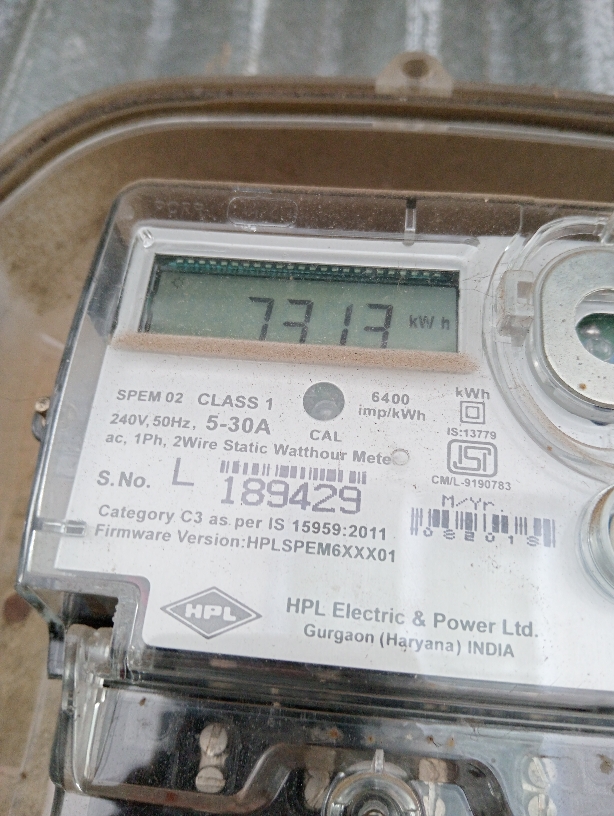 7313 kWh
SPEM 02 CLASS 1
6400
imp/kWh
kWh
240V, 50Hz, 5-30A
CAL
IS:13779
ac, 1Ph, 2Wire Static Watthour Meter
ISI
CM/L-9190783
S.No. L 189429
M/Yr.
Category C3 as per IS 15959:2011
Firmware Version:HPLSPEM6XXX01
HPL
HPL Electric & Power Ltd.
Gurgaon (Haryana) INDIA